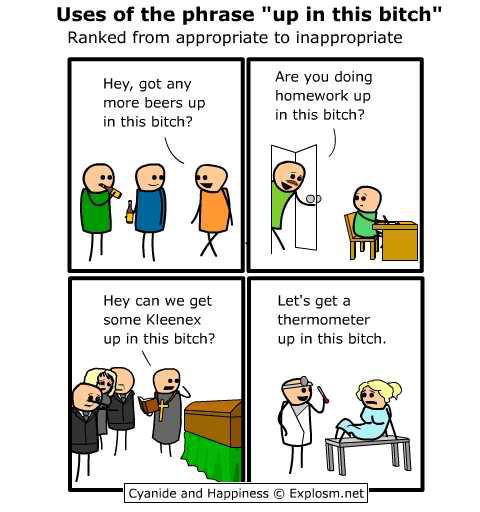 Uses of the phrase "up in this bitch"
Ranked from appropriate to inappropriate
Hey, got any
more beers up
in this bitch?
Are you doing
homework up
in this bitch?
Hey can we get
some Kleenex
up in this bitch?
Let's get a
thermometer
up in this bitch.
Cyanide and Happiness © Explosm.net